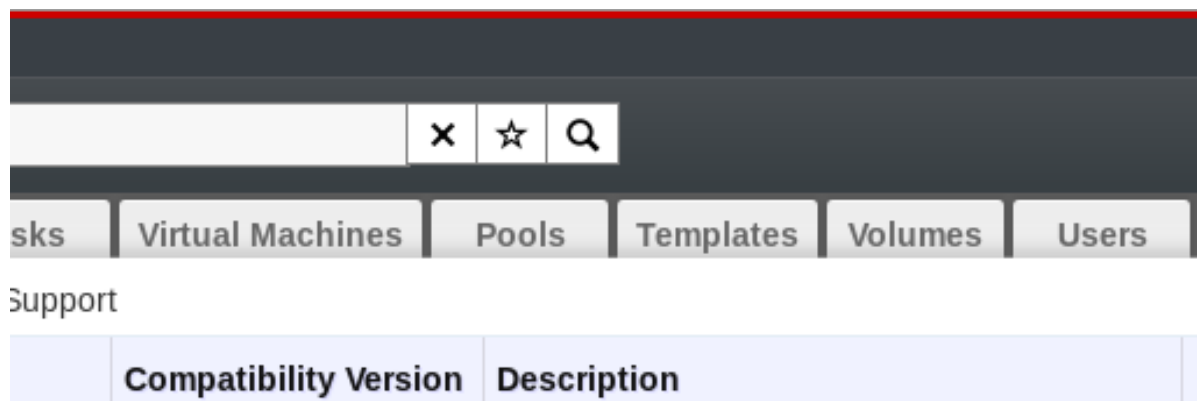 sks Virtual Machines Pools Templates Volumes Users
Support
Compatibility Version Description